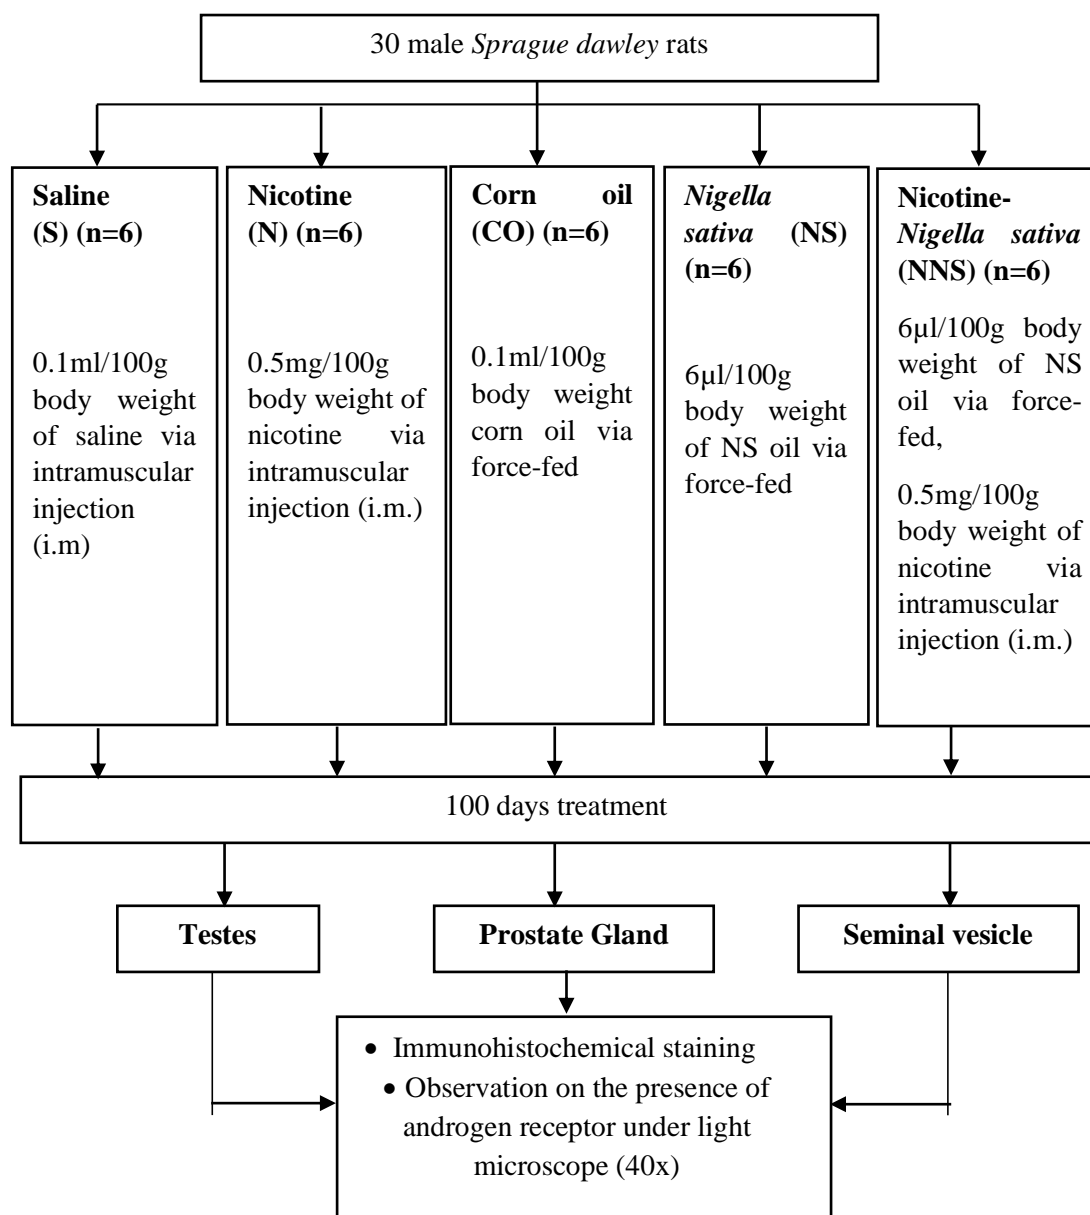 30 male Sprague dawley rats
Saline
(S) (n=6)
0.1ml/100g
body weight
of saline via
intramuscular
injection
(i.m)
Nicotine
(N) (n=6)
0.5mg/100g
body weight of
nicotine via
intramuscular
injection (i.m.)
Corn oil
(CO) (n=6)
0.1ml/100g
body weight
corn oil via
force-fed
Nigella
sativa (NS)
(n=6)
6µl/100g
body weight
of NS oil via
force-fed
Nicotine-
Nigella sativa
(NNS) (n=6)
6µl/100g body
weight of NS
oil via force-
fed,
0.5mg/100g
body weight of
nicotine via
intramuscular
injection (i.m.)
100 days treatment
Testes
Prostate Gland
Seminal vesicle
• Immunohistochemical staining
• Observation on the presence of
androgen receptor under light
microscope (40x)